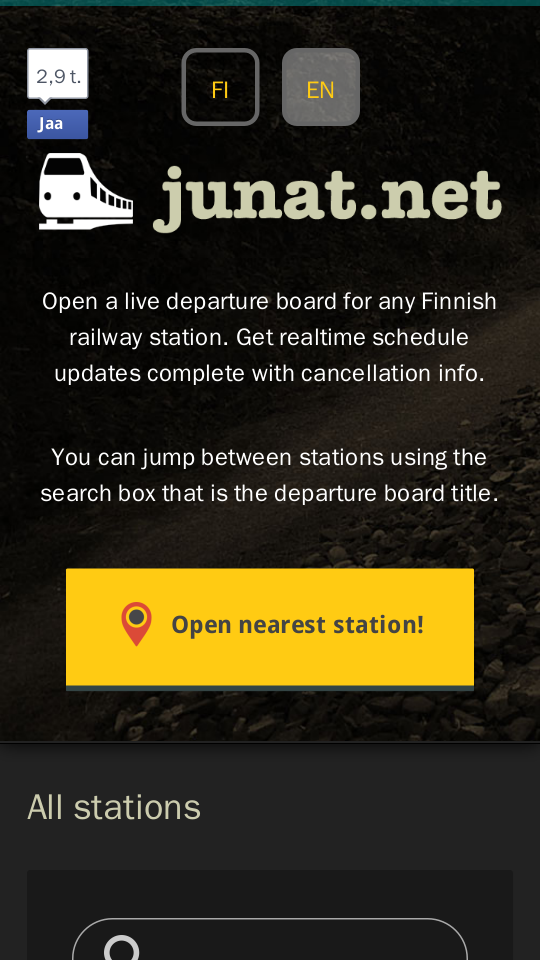 2,9 t.
Jaa
FI
EN
junat.net
Open a live departure board for any Finnish
railway station. Get realtime schedule
updates complete with cancellation info.
You can jump between stations using the
search box that is the departure board title.
Open nearest station!
All stations